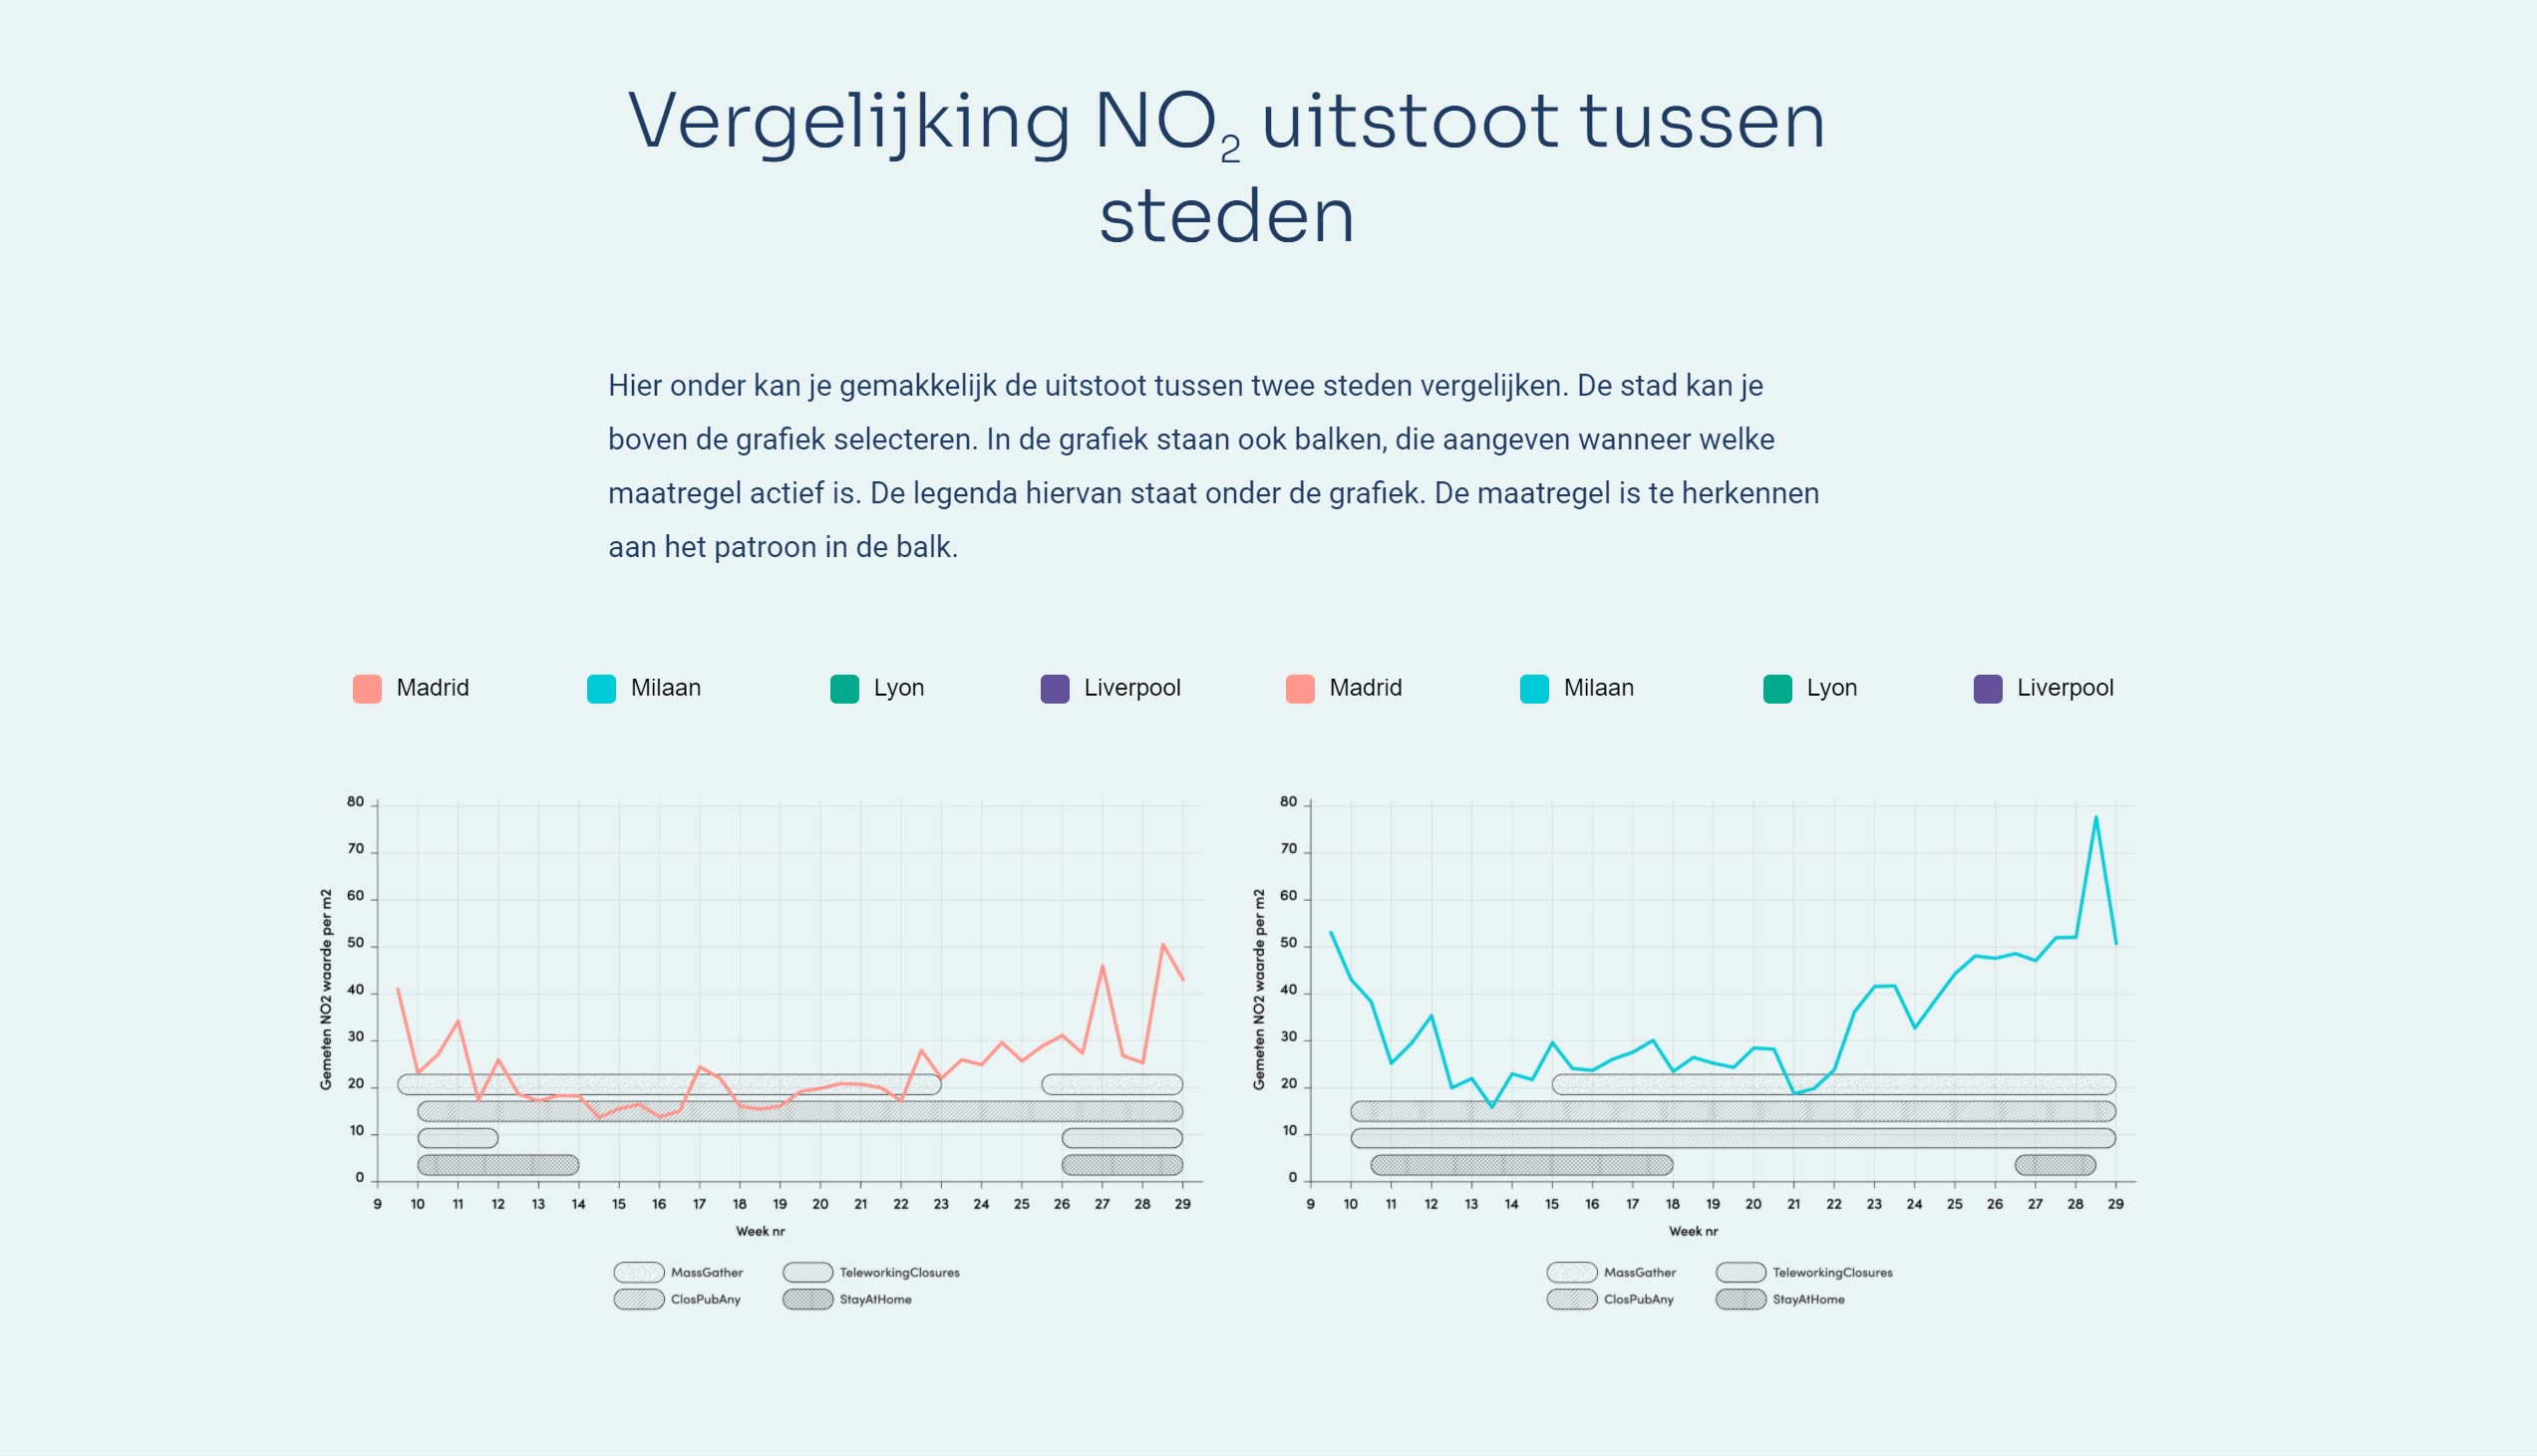 Vergelijking NO₂ uitstoot tussen
steden
Hier onder kan je gemakkelijk de uitstoot tussen twee steden vergelijken. De stad kan je
boven de grafiek selecteren. In de grafiek staan ook balken, die aangeven wanneer welke
maatregel actief is. De legenda hiervan staat onder de grafiek. De maatregel is te herkennen
aan het patroon in de balk.
Madrid Milaan Lyon Liverpool
Madrid Milaan Lyon Liverpool
Gemeten NO2 waarde per m2
80
70
60
50
40
30
20
10
0
9 10 11 12 13 14 15 16 17 18 19 20 21 22 23 24 25 26 27 28 29
Week nr
MassGather TeleworkingClosures
ClosPubAny StayAtHome
Gemeten NO2 waarde per m2
80
70
60
50
40
30
20
10
0
9 10 11 12 13 14 15 16 17 18 19 20 21 22 23 24 25 26 27 28 29
Week nr
MassGather TeleworkingClosures
ClosPubAny StayAtHome